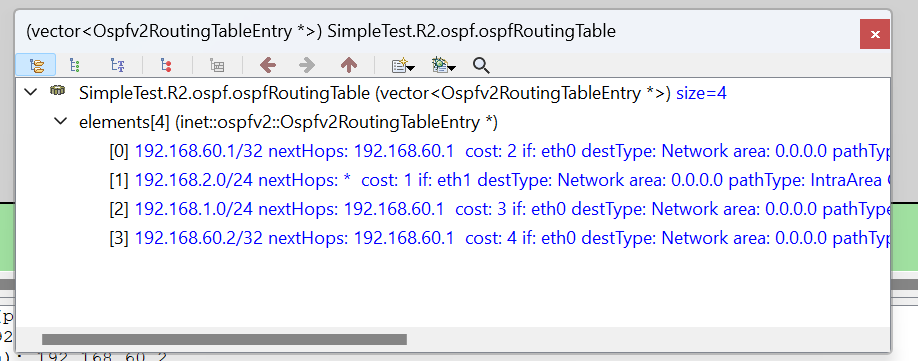 (vector<Ospfv2RoutingTableEntry *>) SimpleTest.R2.ospf.ospfRoutingTable
SimpleTest.R2.ospf.ospfRoutingTable (vector<Ospfv2RoutingTableEntry *>) size=4
elements[4] (inet::ospfv2::Ospfv2RoutingTableEntry *)
[0] 192.168.60.1/32 nextHops: 192.168.60.1  cost: 2 if: eth0 destType: Network area: 0.0.0.0 pathTyp
[1] 192.168.2.0/24 nextHops: *  cost: 1 if: eth1 destType: Network area: 0.0.0.0 pathType: IntraArea
[2] 192.168.1.0/24 nextHops: 192.168.60.1  cost: 3 if: eth0 destType: Network area: 0.0.0.0 pathType
[3] 192.168.60.2/32 nextHops: 192.168.60.1  cost: 4 if: eth0 destType: Network area: 0.0.0.0 pathTyp